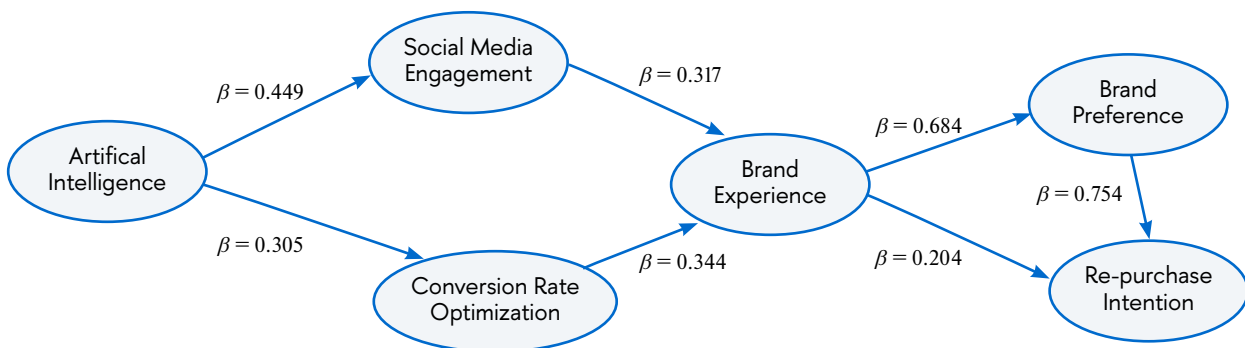 Social Media
Engagement
β = 0.449
β = 0.317
Artifical
Intelligence
β = 0.305
Conversion Rate
Optimization
β = 0.344
Brand
Experience
β = 0.684
Brand
Preference
β = 0.754
β = 0.204
Re-purchase
Intention